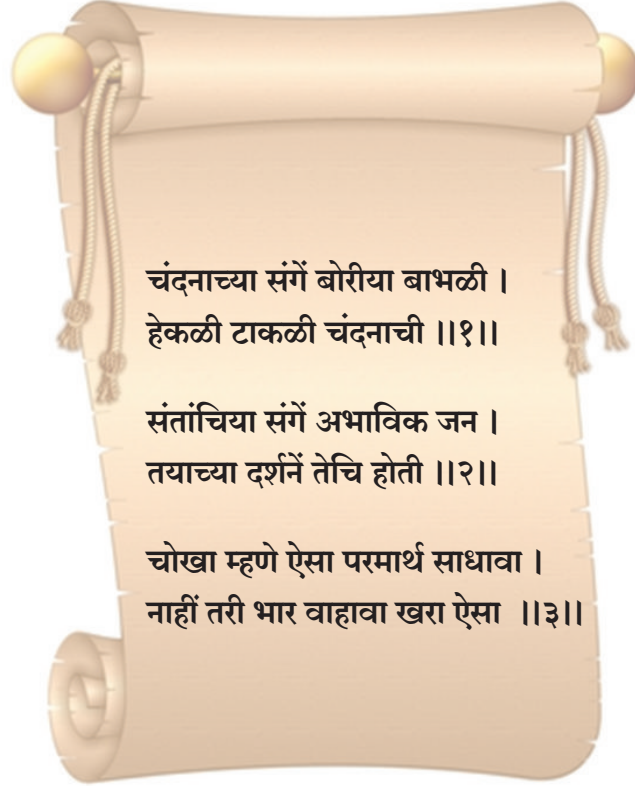 चंदनाच्या संगें बोरीया बाभळी ।
हेकळी टाकळी चंदनाची ॥१॥
संतांचिया संगें अभाविक जन ।
तयाच्या दर्शनें तेचि होती ॥२॥
चोखा म्हणे ऐसा परमार्थ साधावा ।
नाहीं तरी भार वाहावा खरा ऐसा ॥३॥